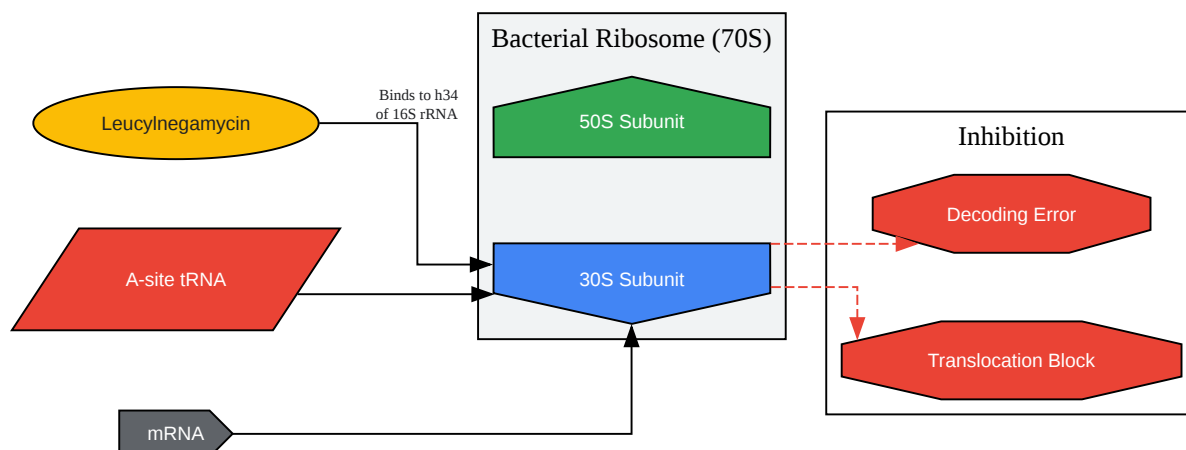 Bacterial Ribosome (70S)
Binds to h34
of 16S rRNA
Leucylnegamycin
50S Subunit
Inhibition
Decoding Error
A-site tRNA
30S Subunit
Translocation Block
mRNA